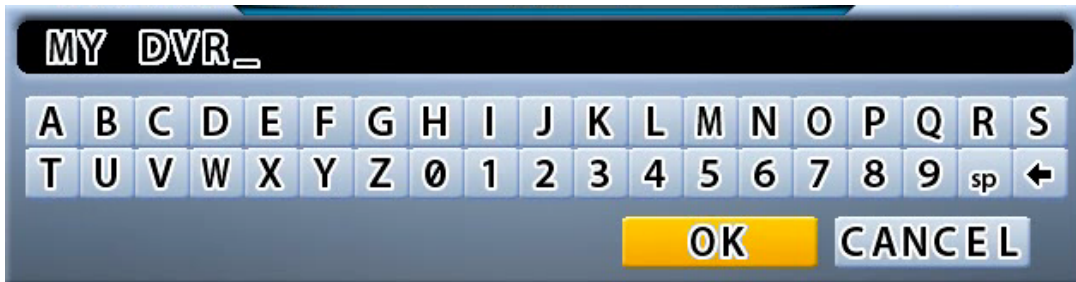 MY DVR_
A B C D E F G H I J K L M N O P Q R S
T U V W X Y Z 0 1 2 3 4 5 6 7 8 9 sp ←
OK CANCEL